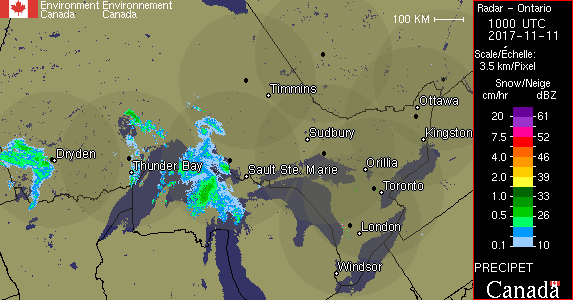 Environment Environnement
Canada Canada
100 KM
Timmins
Ottawa
Sudbury
Kingston
Dryden
Thunder Bay
Sault Ste. Marie
Orillia
Toronto
London
Windsor
Radar - Ontario
1000 UTC
2017-11-11
Scale/Échelle:
3.5 km/Pixel
Snow/Neige
cm/hr dBZ
20 61
7.5 52
4.0 46
2.0 39
1.0 33
0.5 26
0.1 10
PRECIPET
Canada